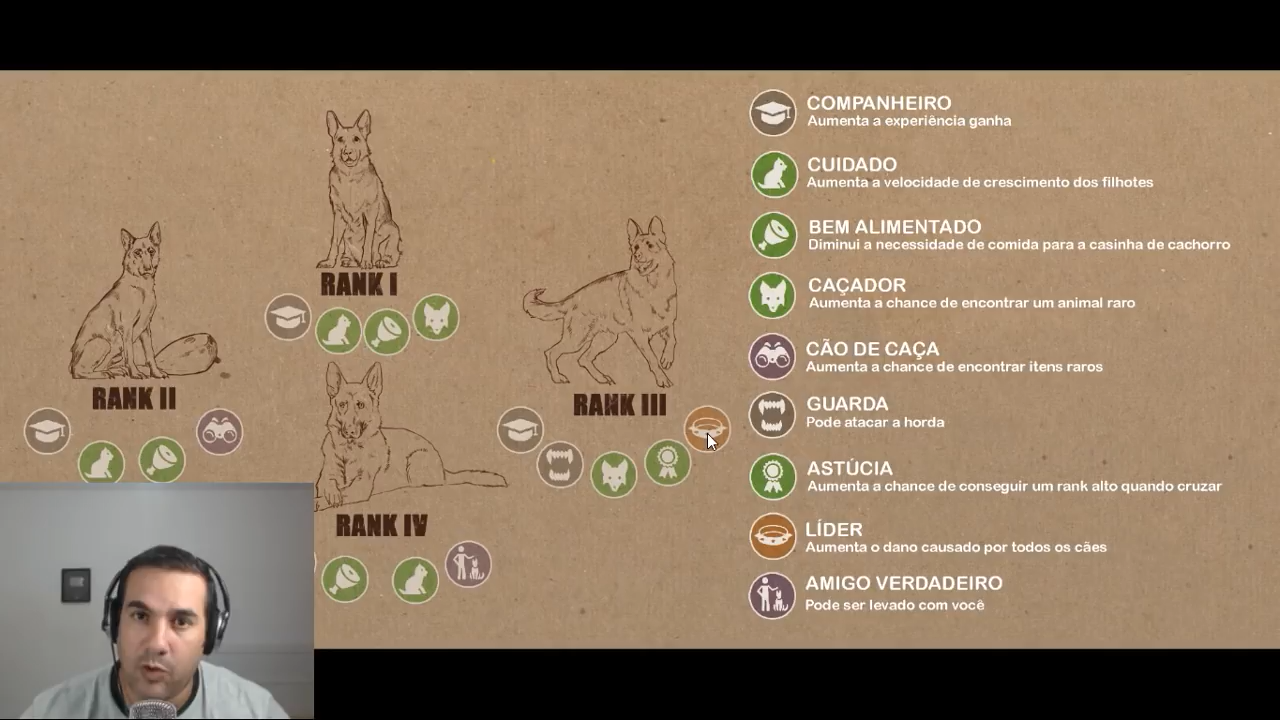 RANK I
RANK II
RANK III
RANK IV
COMPANHEIRO
Aumenta a experiência ganha
CUIDADO
Aumenta a velocidade de crescimento dos filhotes
BEM ALIMENTADO
Diminui a necessidade de comida para a casinha de cachorro
CAÇADOR
Aumenta a chance de encontrar um animal raro
CÃO DE CAÇA
Aumenta a chance de encontrar itens raros
GUARDA
Pode atacar a horda
ASTÚCIA
Aumenta a chance de conseguir um rank alto quando cruzar
LÍDER
Aumenta o dano causado por todos os cães
AMIGO VERDADEIRO
Pode ser levado com você